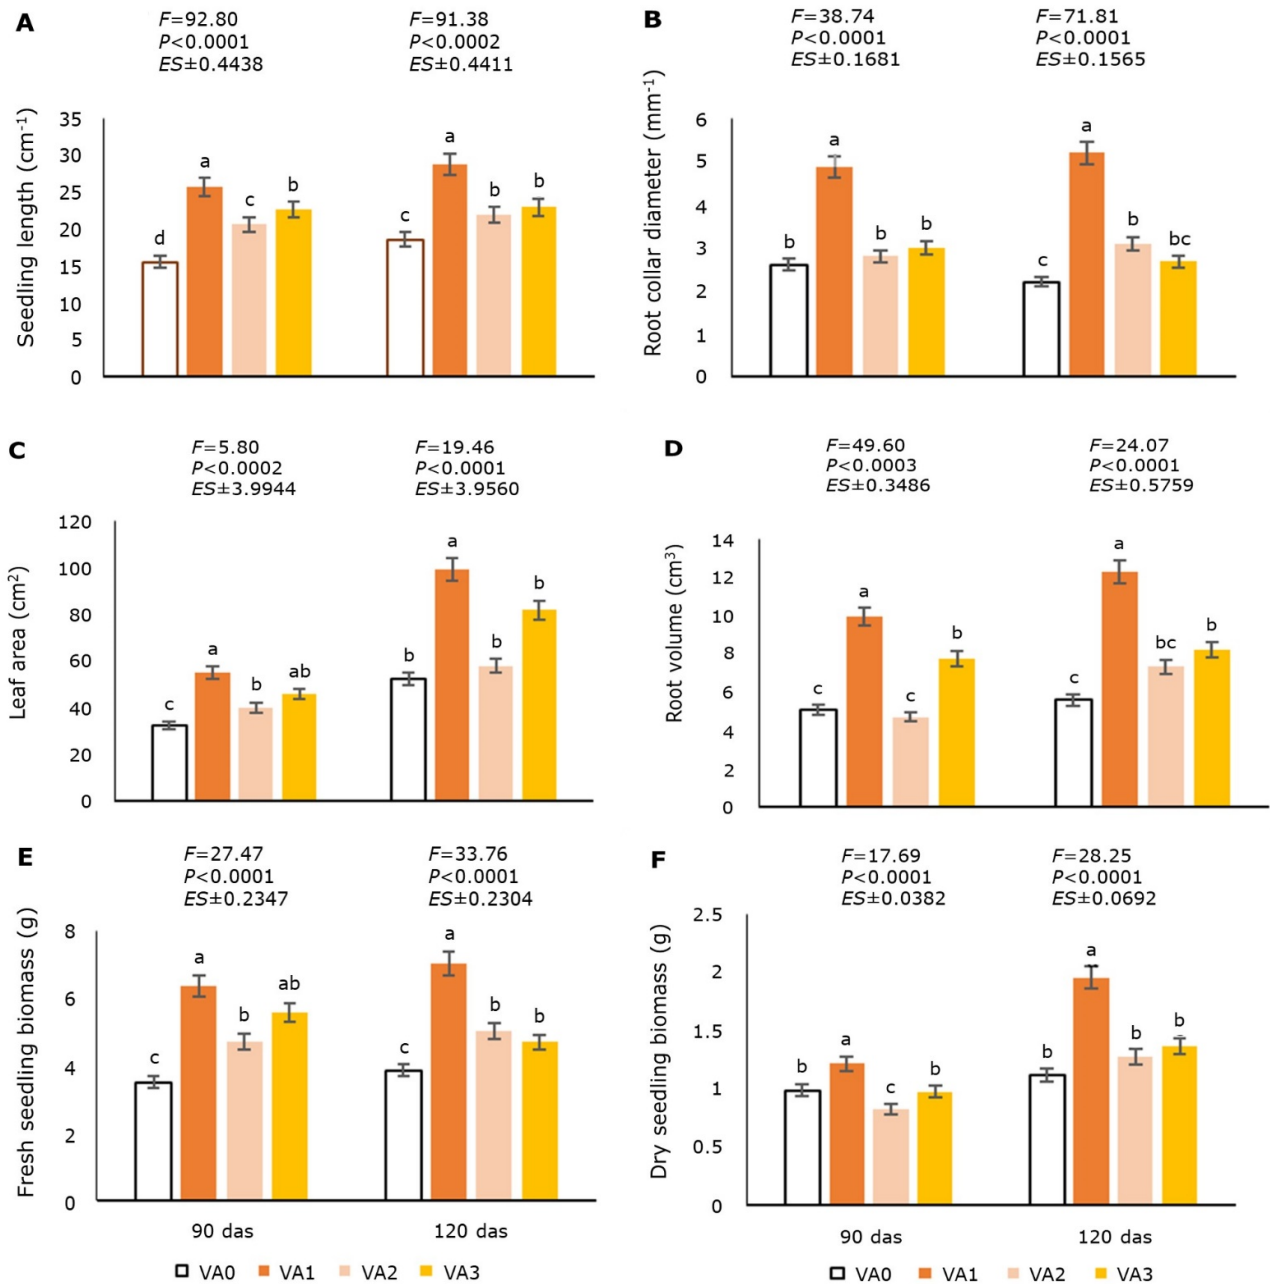 A
F=92.80
P<0.0001
ES±0.4438
F=91.38
P<0.0002
ES±0.4411
Seedling length (cm-1)
35
30
25
20
15
10
5
0
d
a
c
b
c
a
b
b
B
F=38.74
P<0.0001
ES±0.1681
F=71.81
P<0.0001
ES±0.1565
Root collar diameter (mm-1)
6
5
4
3
2
1
0
b
a
b
b
c
a
b
bc
C
F=5.80
P<0.0002
ES±3.9944
F=19.46
P<0.0001
ES±3.9560
Leaf area (cm2)
120
100
80
60
40
20
0
c
a
b
ab
b
a
b
b
D
F=49.60
P<0.0003
ES±0.3486
F=24.07
P<0.0001
ES±0.5759
Root volume (cm3)
14
12
10
8
6
4
2
0
c
a
c
b
c
a
bc
b
E
F=27.47
P<0.0001
ES±0.2347
F=33.76
P<0.0001
ES±0.2304
Fresh seedling biomass (g)
8
6
4
2
0
c
a
b
ab
c
a
b
b
90 das
120 das
VA0 VA1 VA2 VA3
F
F=17.69
P<0.0001
ES±0.0382
F=28.25
P<0.0001
ES±0.0692
Dry seedling biomass (g)
2.5
2
1.5
1
0.5
0
b
a
c
b
b
a
b
b
90 das
120 das
VA0 VA1 VA2 VA3